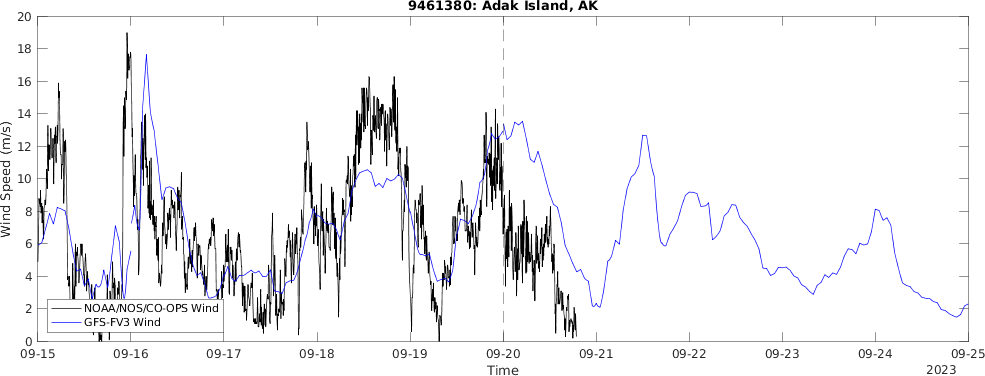 9461380: Adak Island, AK
20
18
16
14
12
10
8
6
4
2
0
Wind Speed (m/s)
NOAA/NOS/CO-OPS Wind
GFS-FV3 Wind
09-15 09-16 09-17 09-18 09-19 09-20 09-21 09-22 09-23 09-24 09-25
Time
2023